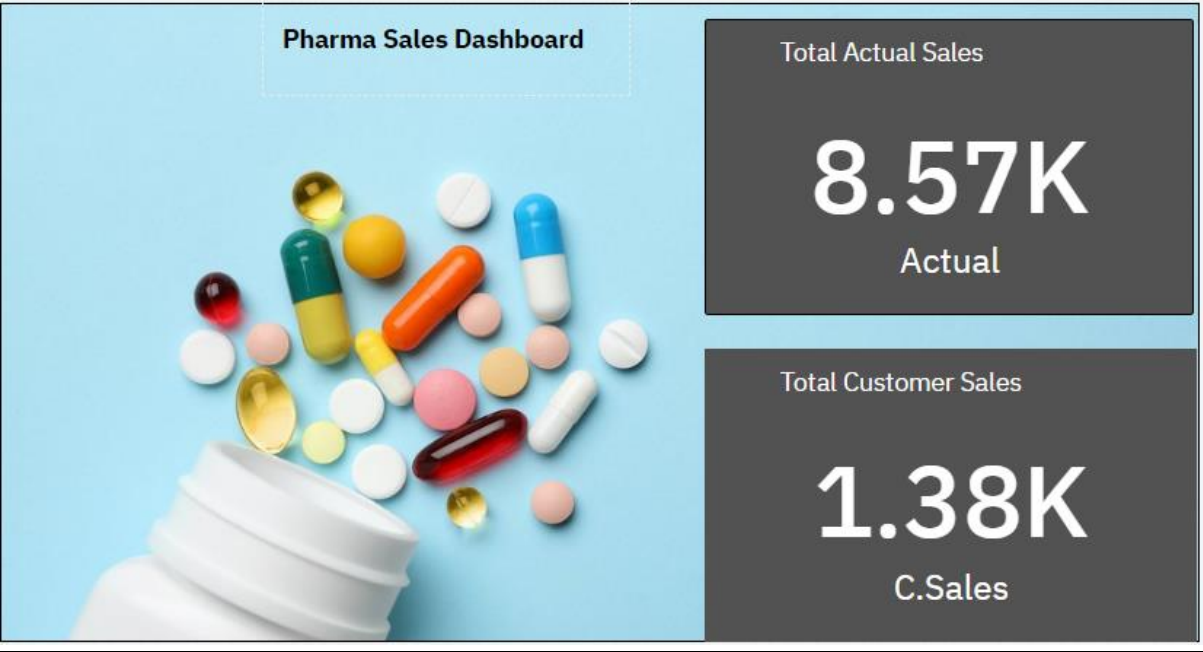 Pharma Sales Dashboard
Total Actual Sales
8.57K
Actual
Total Customer Sales
1.38K
C.Sales